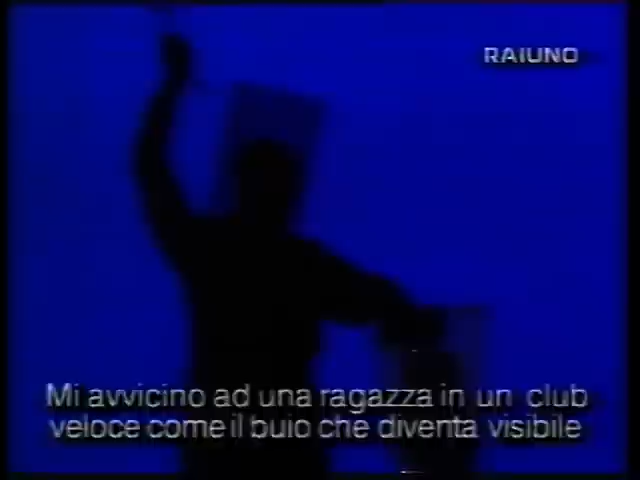 RAIUNO
Mi avvicino ad una ragazza in un club
veloce come il buio che diventa visibile